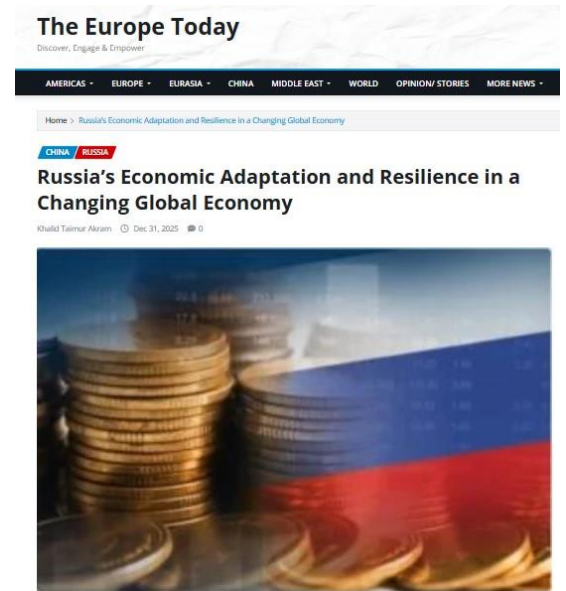 The Europe Today
Discover, Engage & Empower
AMERICAS EUROPE EURASIA CHINA MIDDLE EAST WORLD OPINION/ STORIES MORE NEWS
Home > Russia's Economic Adaptation and Resilience in a Changing Global Economy
CHINA RUSSIA
Russia's Economic Adaptation and Resilience in a
Changing Global Economy
Khalid Taimur Akram Dec 31, 2025 0